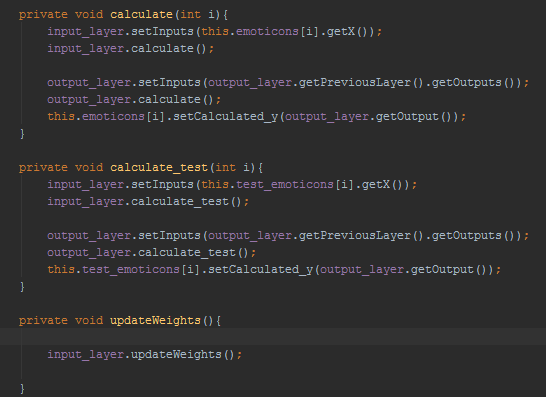 private void calculate(int i){
    input_layer.setInputs(this.emoticons[i].getX());
    input_layer.calculate();

    output_layer.setInputs(output_layer.getPreviousLayer().getOutputs());
    output_layer.calculate();
    this.emoticons[i].setCalculated_y(output_layer.getOutput());
}

private void calculate_test(int i){
    input_layer.setInputs(this.test_emoticons[i].getX());
    input_layer.calculate_test();

    output_layer.setInputs(output_layer.getPreviousLayer().getOutputs());
    output_layer.calculate_test();
    this.test_emoticons[i].setCalculated_y(output_layer.getOutput());
}

private void updateWeights(){

    input_layer.updateWeights();

}